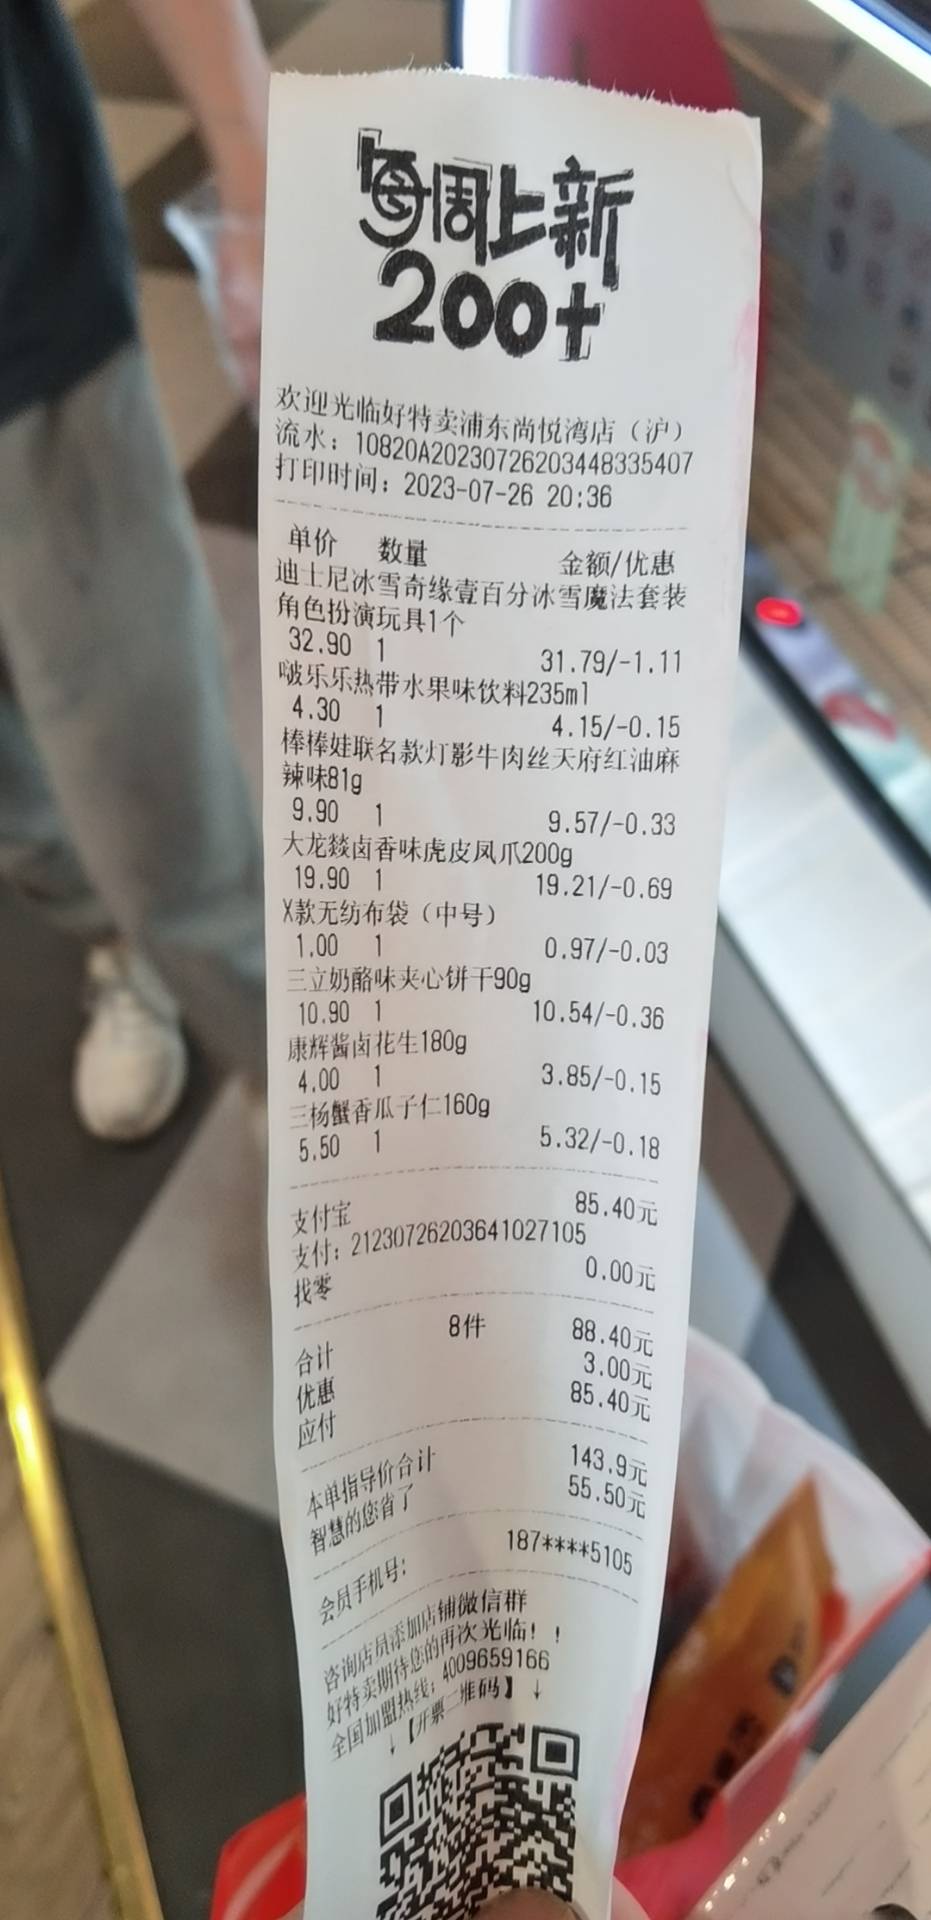 每周上新
200+
欢迎光临好特卖浦东尚悦湾店（沪）
流水：10820A20230726203448335407
打印时间：2023-07-26 20:36
单价 数量 金额/优惠
迪士尼冰雪奇缘壹百分冰雪魔法套装
角色扮演玩具1个
32.90 1 31.79/-1.11
啵乐乐热带水果味饮料235ml
4.30 1 4.15/-0.15
棒棒娃联名款灯影牛肉丝天府红油麻
辣味81g
9.90 1 9.57/-0.33
大龙燚卤香味虎皮凤爪200g
19.90 1 19.21/-0.69
X款无纺布袋（中号）
1.00 1 0.97/-0.03
三立奶酪味夹心饼干90g
10.90 1 10.54/-0.36
康辉酱卤花生180g
4.00 1 3.85/-0.15
三杨蟹香瓜子仁160g
5.50 1 5.32/-0.18
支付宝 85.40元
支付：21230726203641027105
找零 0.00元
合计 8件 88.40元
优惠 3.00元
应付 85.40元
本单指导价合计 143.9元
智慧的您省了 55.50元
会员手机号: 187****5105
咨询店员添加店铺微信群
好特卖期待您的再次光临！！
全国加盟热线：4009659166
↓【开票二维码】↓